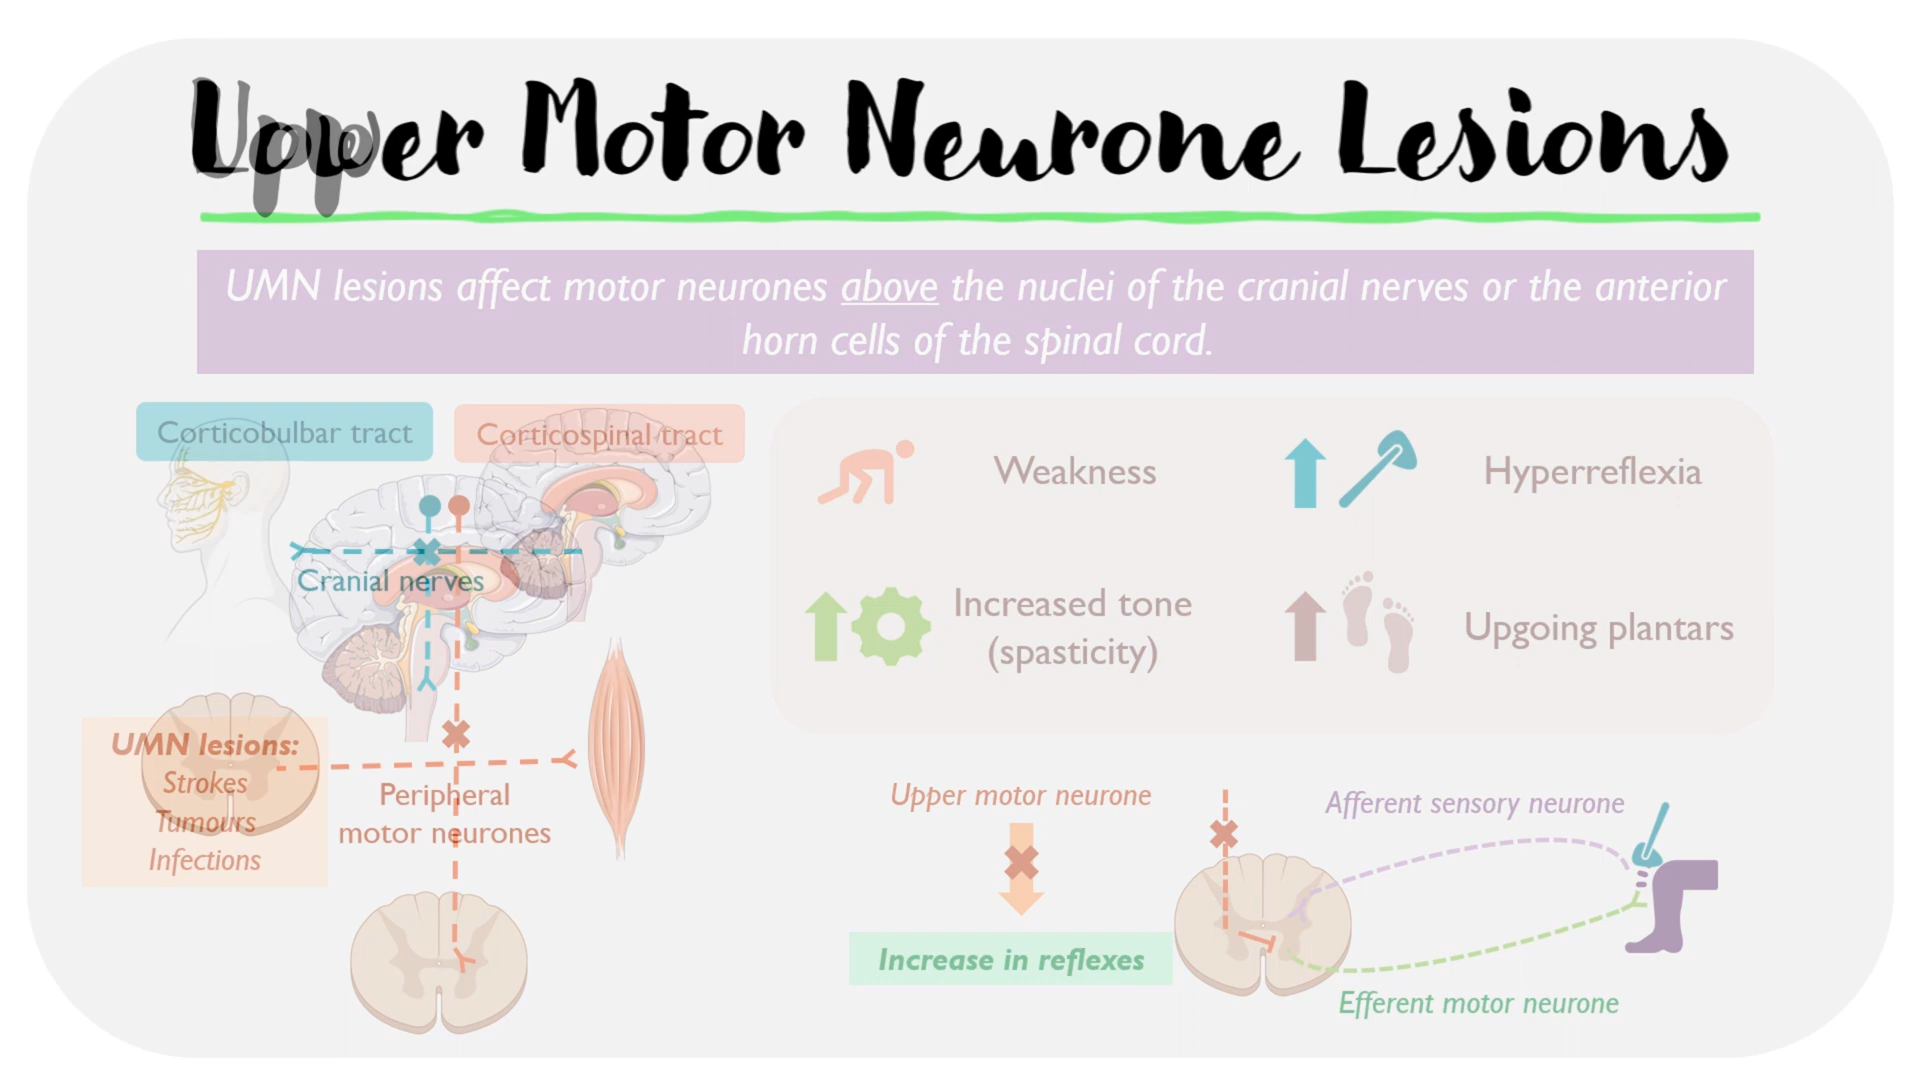 Upper Motor Neurone Lesions
UMN lesions affect motor neurones above the nuclei of the cranial nerves or the anterior
horn cells of the spinal cord.
Corticobulbar tract
Corticospinal tract
Cranial nerves
UMN lesions:
Strokes
Tumours
Infections
Peripheral
motor neurones
Weakness
Hyperreflexia
Increased tone
(spasticity)
Upgoing plantars
Upper motor neurone
Increase in reflexes
Afferent sensory neurone
Efferent motor neurone